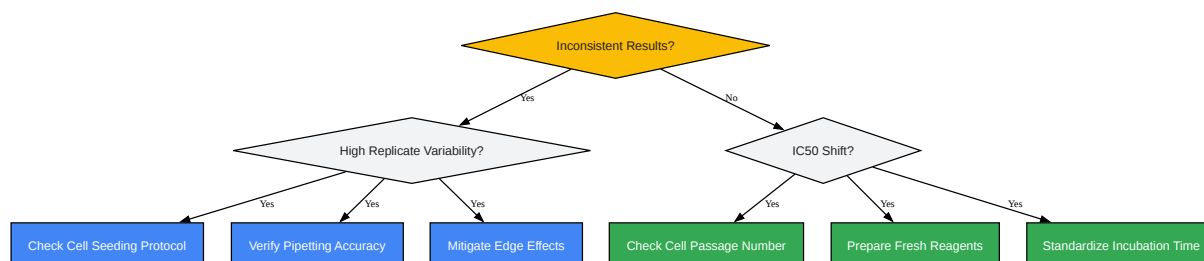 Inconsistent Results?
Yes
No
High Replicate Variability?
IC50 Shift?
Yes
Yes
Yes
Yes
Yes
Yes
Check Cell Seeding Protocol
Verify Pipetting Accuracy
Mitigate Edge Effects
Check Cell Passage Number
Prepare Fresh Reagents
Standardize Incubation Time